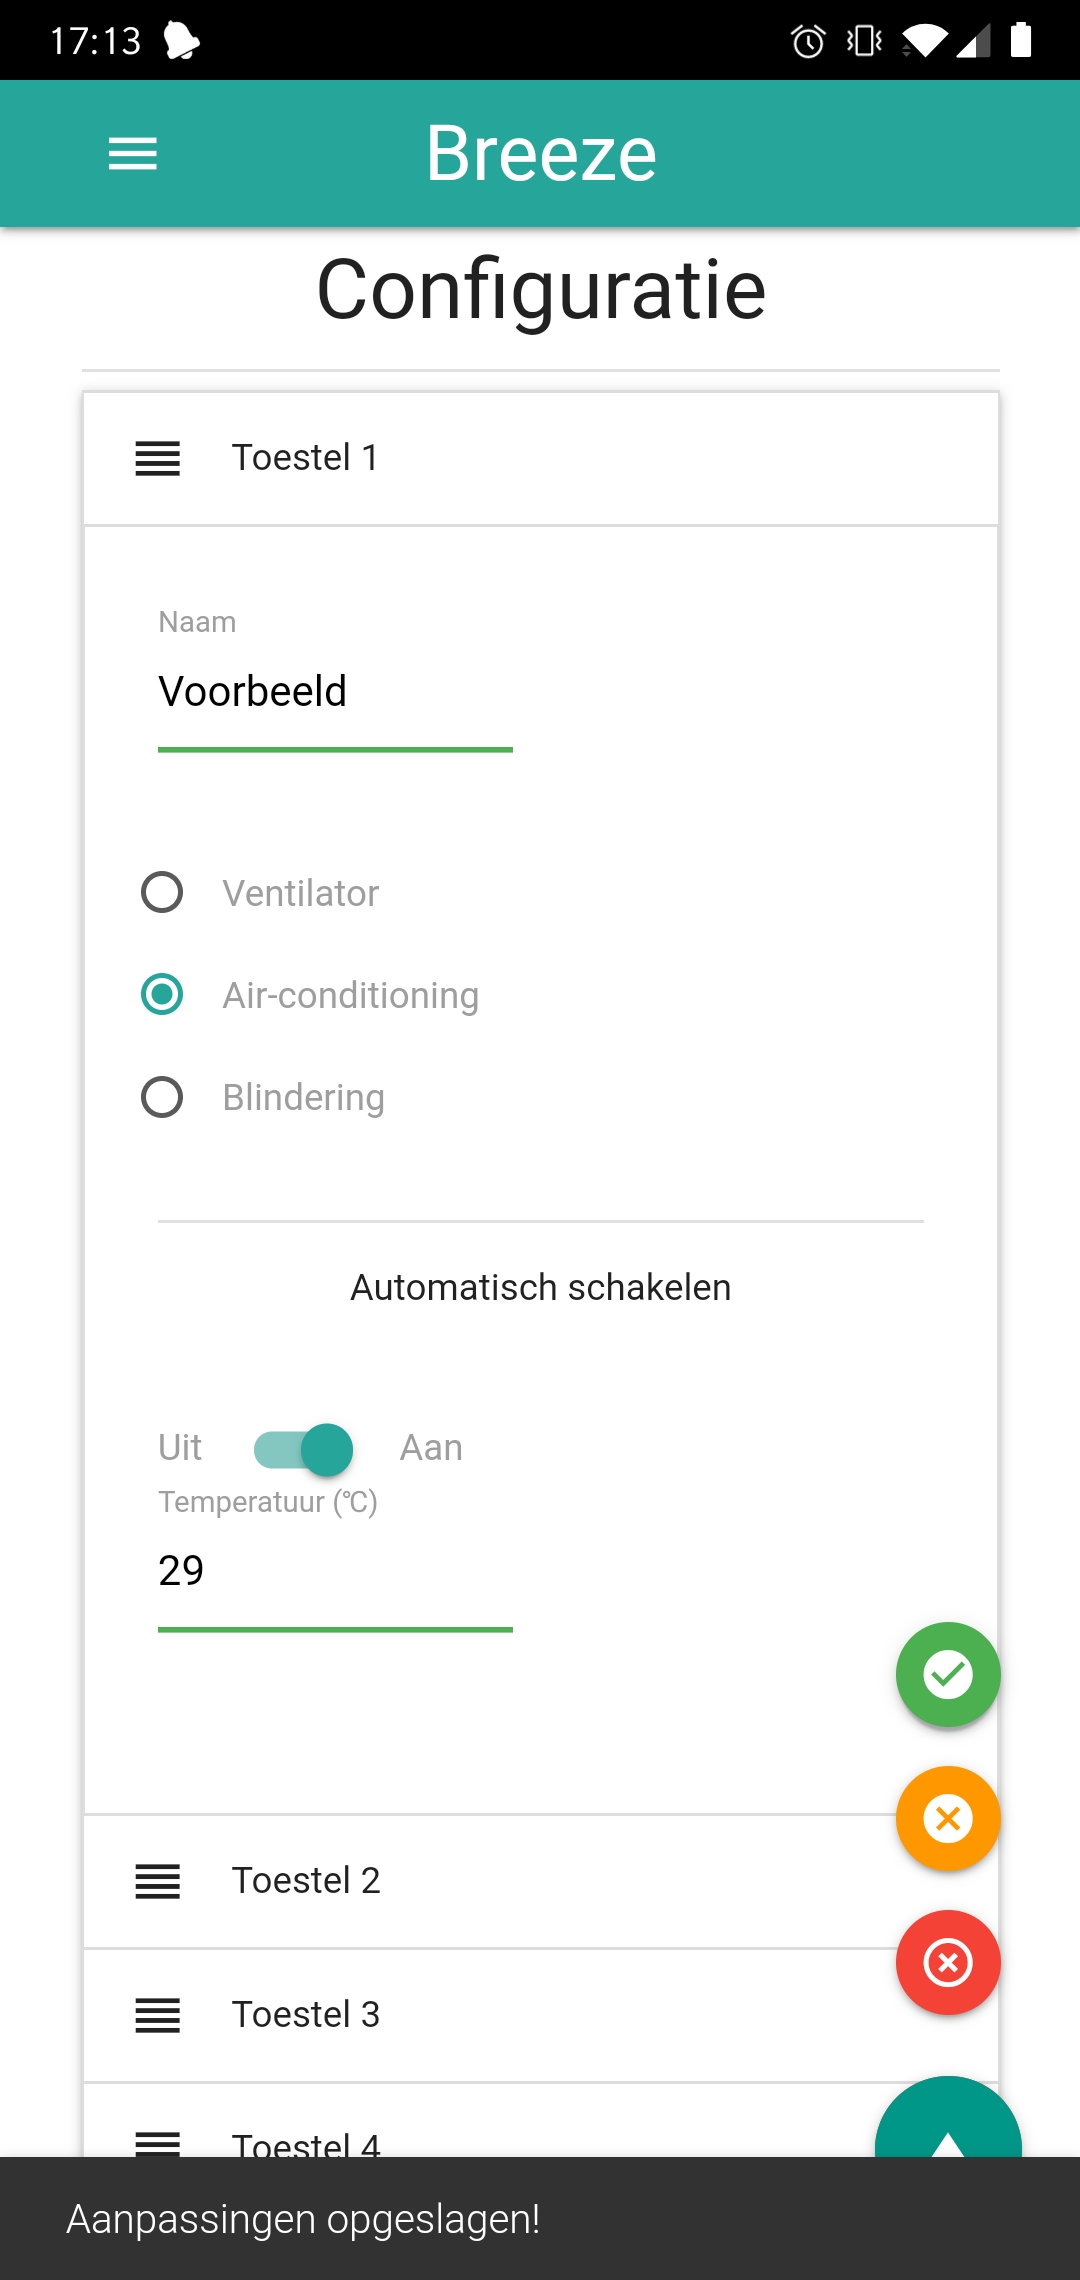 17:13
Breeze
Configuratie
Toestel 1
Naam
Voorbeeld
Ventilator
Air-conditioning
Blindering
Automatisch schakelen
Uit Aan
Temperatuur (℃)
29
Toestel 2
Toestel 3
Toestel 4
Aanpassingen opgeslagen!